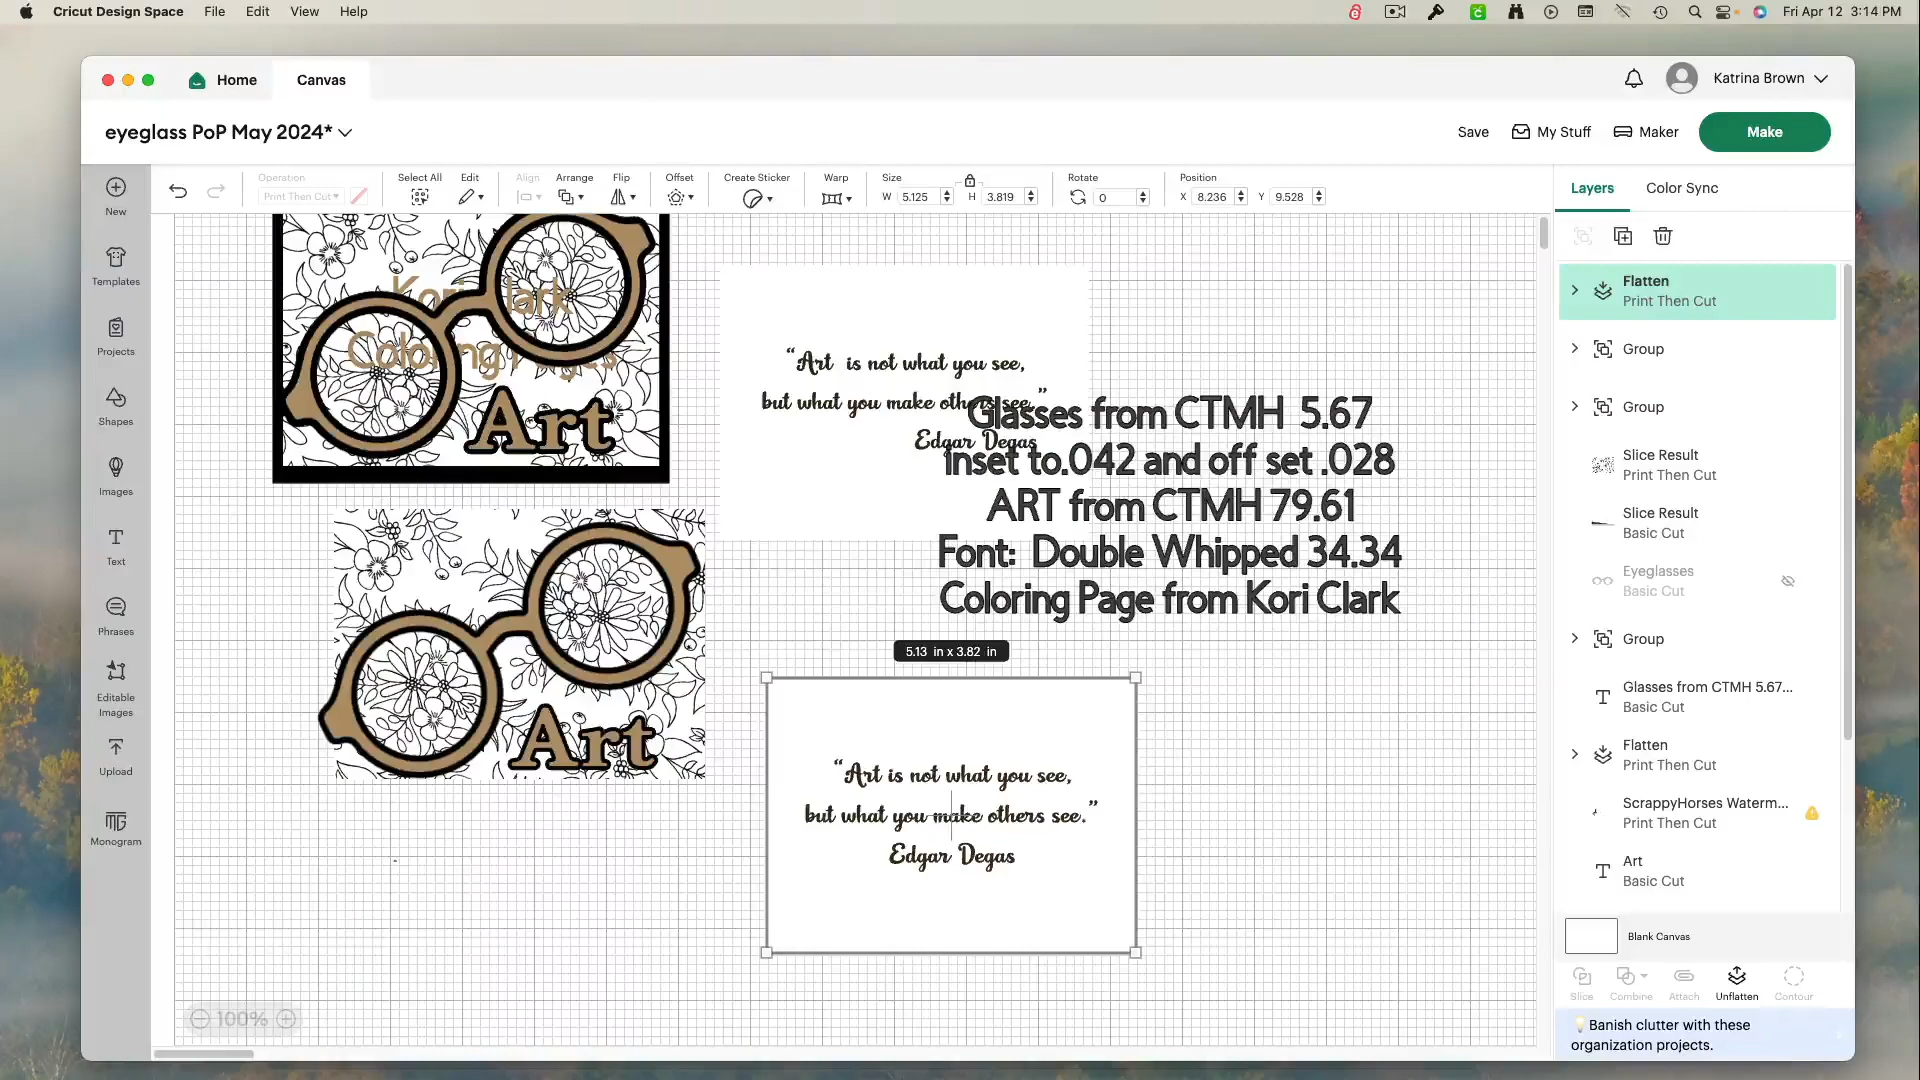 Cricut Design Space File Edit View Help
Fri Apr 12 3:14 PM
Home Canvas
Katrina Brown
eyeglass PoP May 2024*
Save My Stuff Maker Make
Operation Select All Edit Align Arrange Flip Offset Create Sticker Warp Size Rotate Position
Print Then Cut W 5.125 H 3.819 0 X 8.236 Y 9.528
New
Templates
Projects
Shapes
Images
Text
Phrases
Editable
Images
Upload
Monogram
Kori Clark
Coloring Pages
Art
Art
“Art is not what you see,
but what you make others see.”
Edgar Degas
Glasses from CTMH 5.67
inset to.042 and off set .028
ART from CTMH 79.61
Font: Double Whipped 34.34
Coloring Page from Kori Clark
5.13 in x 3.82 in
“Art is not what you see,
but what you make others see.”
Edgar Degas
100%
Layers Color Sync
Flatten
Print Then Cut
Group
Group
Slice Result
Print Then Cut
Slice Result
Basic Cut
Eyeglasses
Basic Cut
Group
Glasses from CTMH 5.67...
Basic Cut
Flatten
Print Then Cut
ScrappyHorses Waterm...
Print Then Cut
Art
Basic Cut
Blank Canvas
Slice Combine Attach Unflatten Contour
Banish clutter with these
organization projects.